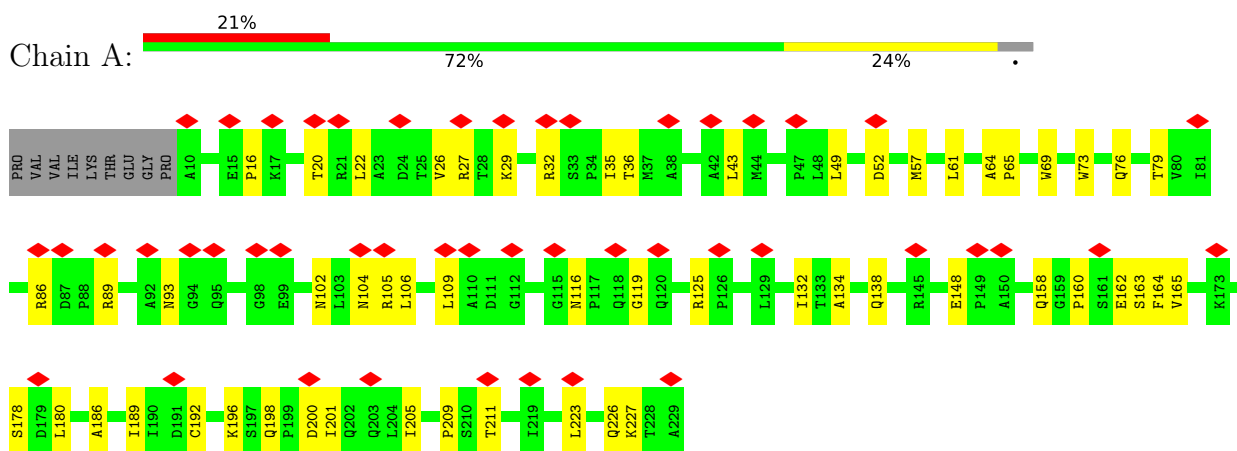 21%
Chain A:
72% 24% •
PRO VAL VAL ILE LYS THR GLU GLY PRO A10 E15 P16 K17 T20 R21 L22 A23 D24 T25 V26 R27 T28 K29 R32 S33 P34 I35 T36 M37 A38 A42 L43 M44 P47 L48 L49 D52 M57 L61 A64 P65 W69 W73 Q76 T79 V80 I81
R86 D87 P88 R89 A92 N93 G94 Q95 G98 E99 N102 L103 N104 R105 L106 L109 A110 D111 G112 G115 N116 P117 Q118 G119 Q120 R125 P126 L129 I132 T133 A134 Q138 R145 E148 P149 A150 Q158 G159 P160 S161 E162 S163 F164 V165 K173
S178 D179 L180 A186 I189 I190 D191 C192 K196 S197 Q198 P199 D200 I201 Q202 Q203 L204 I205 P209 S210 T211 I219 L223 Q226 K227 T228 A229